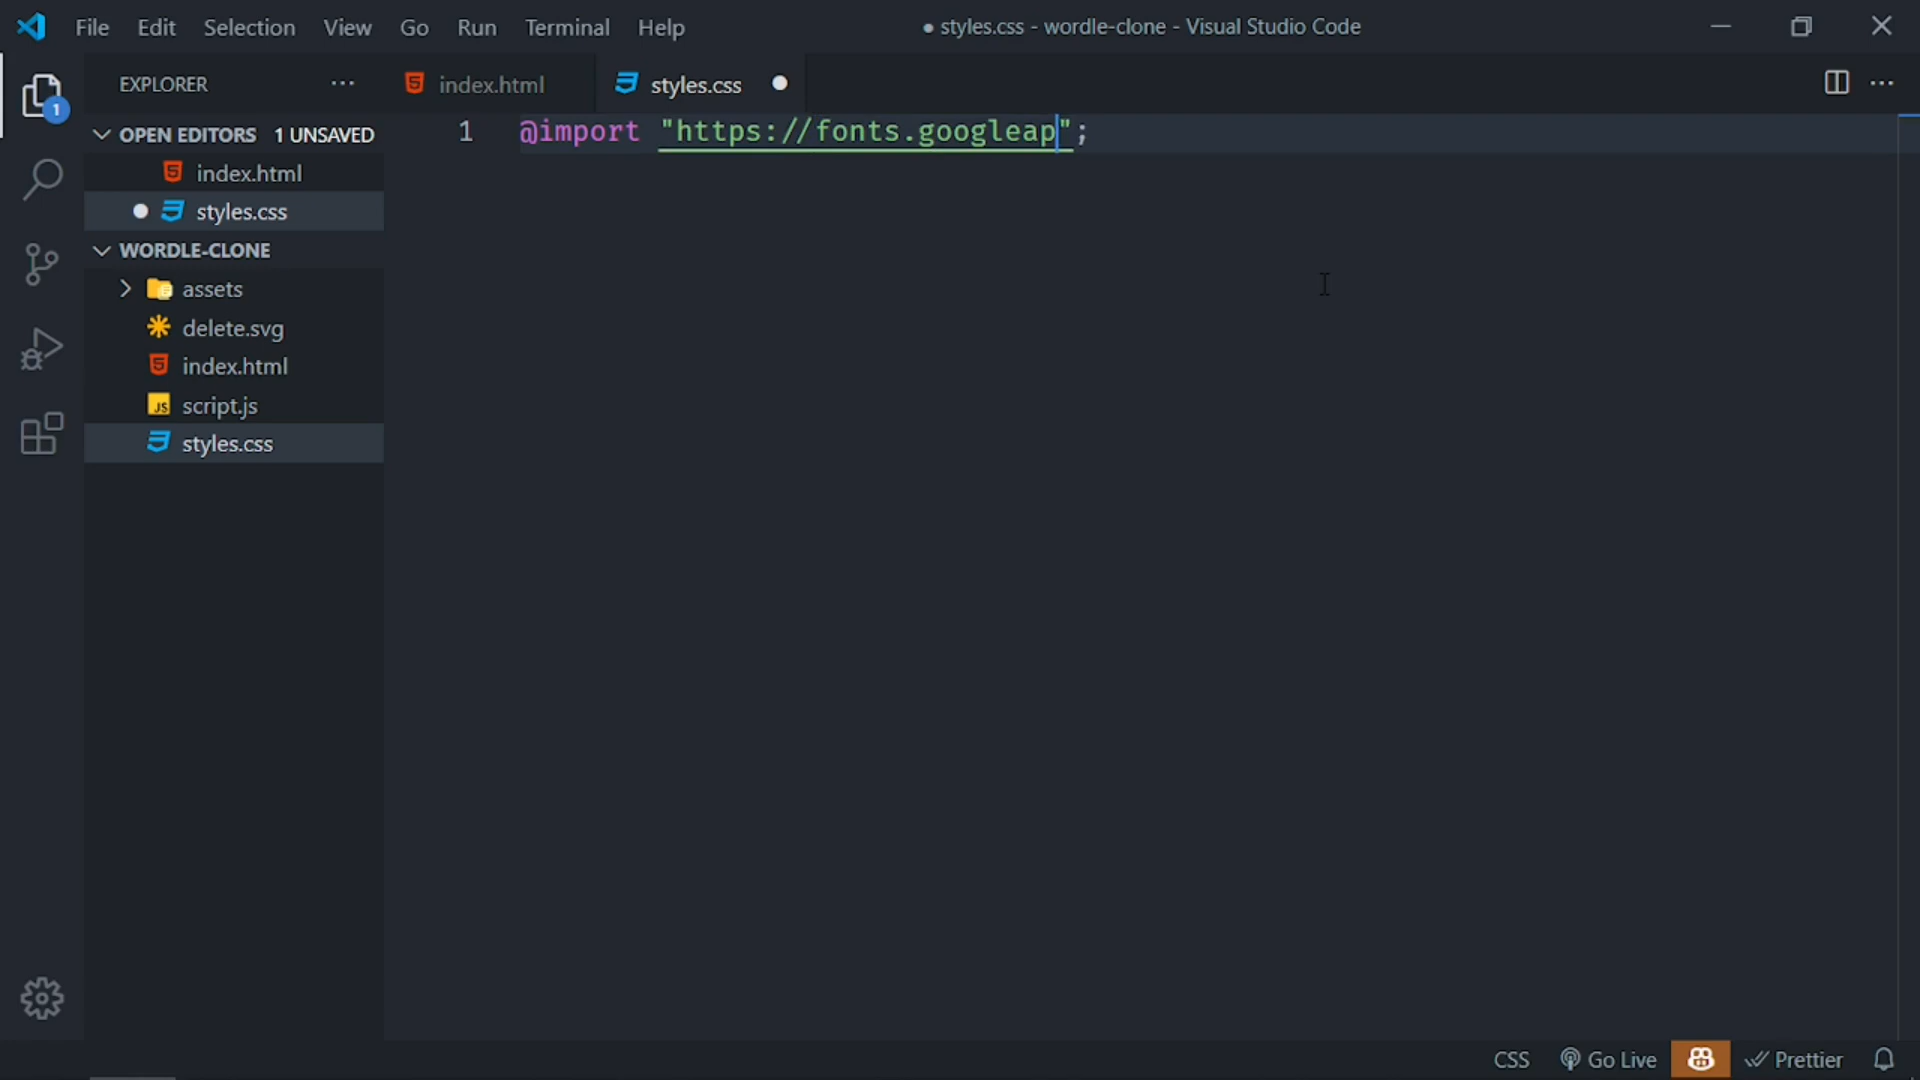 File Edit Selection View Go Run Terminal Help
● styles.css - wordle-clone - Visual Studio Code
EXPLORER
index.html
styles.css
1
OPEN EDITORS 1 UNSAVED
index.html
styles.css
WORDLE-CLONE
assets
delete.svg
index.html
JS script.js
styles.css
1 @import "https://fonts.googleap";
CSS Go Live Prettier